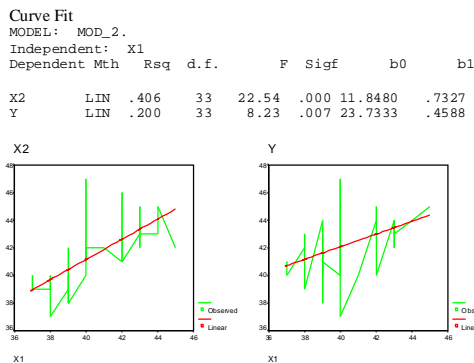 Curve Fit
MODEL: MOD_2.
Independent: X1
Dependent Mth Rsq d.f. F Sigf b0 b1
X2 LIN .406 33 22.54 .000 11.8480 .7327
Y LIN .200 33 8.23 .007 23.7333 .4588
X2
48
46
44
42
40
38
36
36 38 40 42 44 46
Observed
Linear
X1
Y
48
46
44
42
40
38
36
36 38 40 42 44 46
Obs
Line
X1